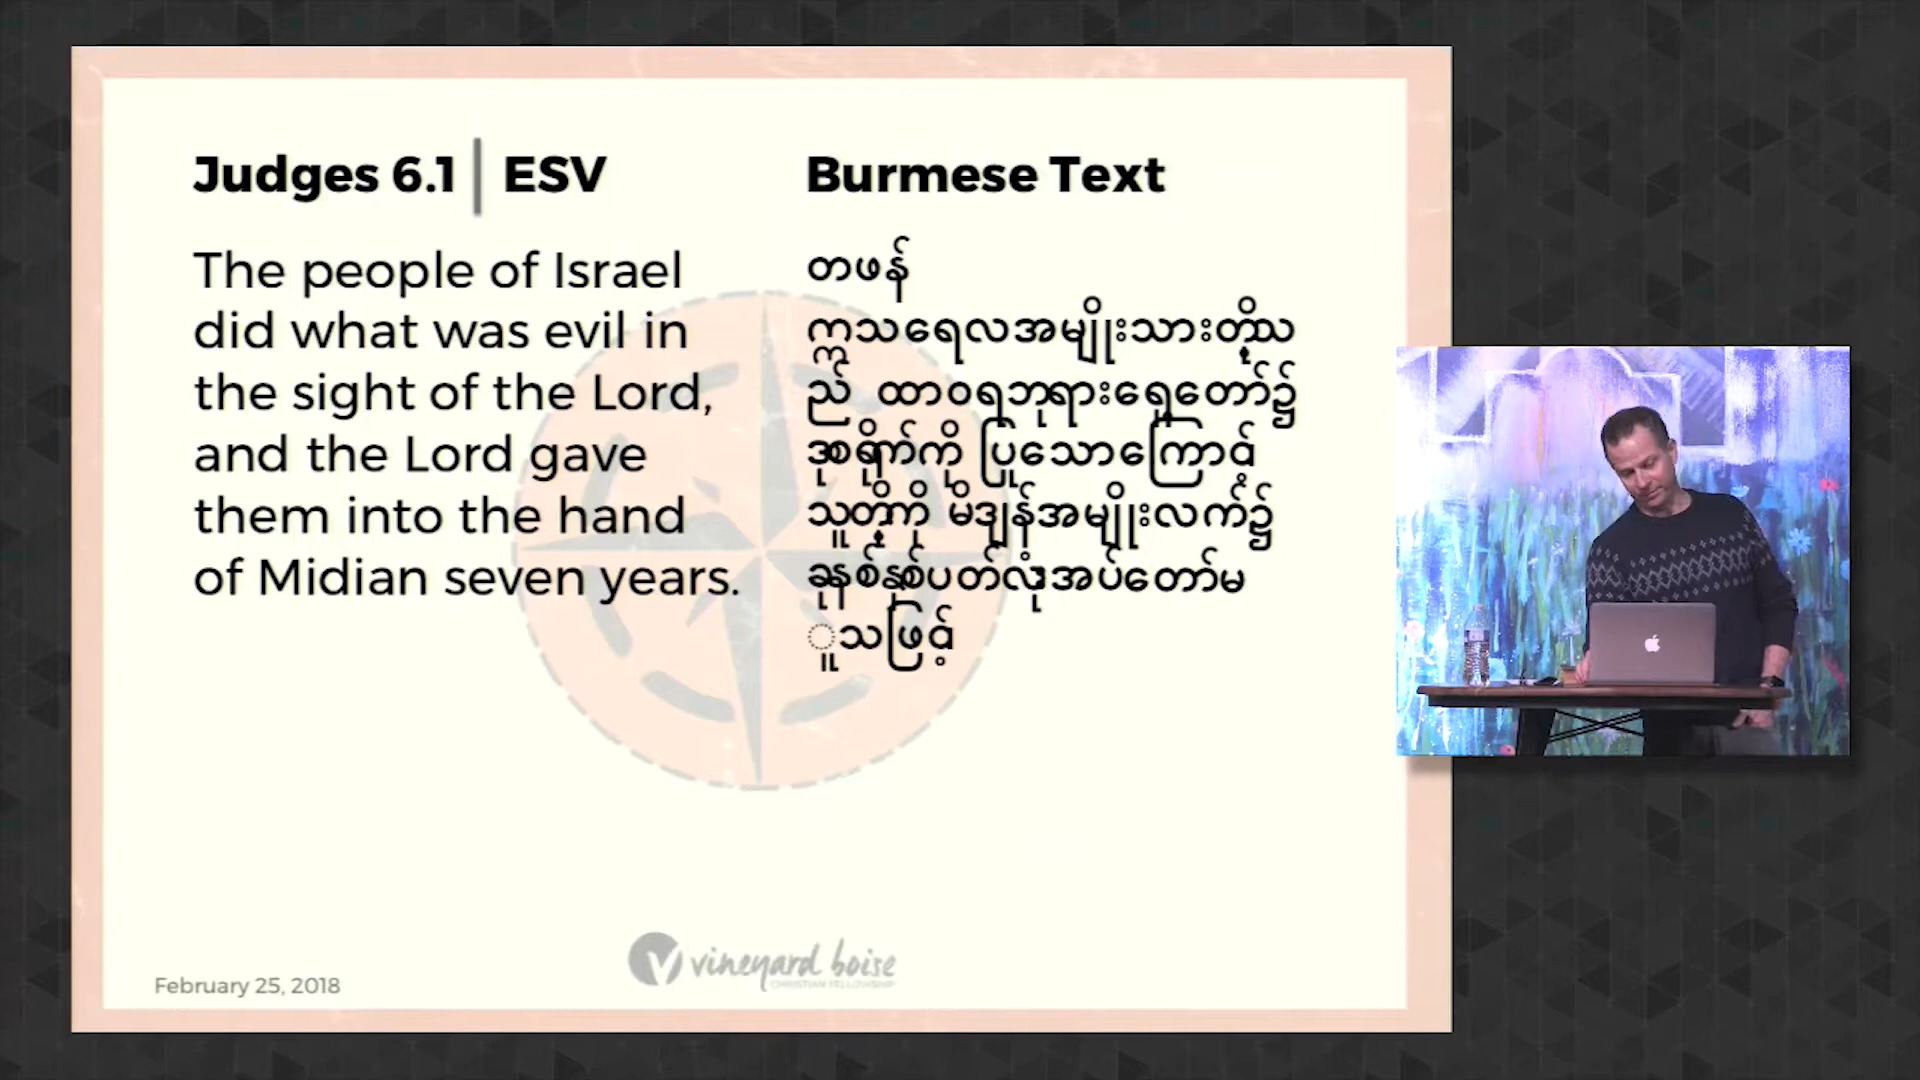 Judges 6.1 | ESV
The people of Israel
did what was evil in
the sight of the Lord,
and the Lord gave
them into the hand
of Midian seven years.
Burmese Text
တဖန်
ဣသရေလအမျိုးသားတို့သ
ည် ထာဝရဘုရားရှေ့တော်၌
ဒုစရိုက်ကို ပြုသောကြောင့်
သူတို့ကို မိဒျန်အမျိုးလက်၌
ခုနစ်နှစ်ပတ်လုံးအပ်တော်မ
ူသဖြင့်
February 25, 2018
vineyard boise
CHRISTIAN FELLOWSHIP